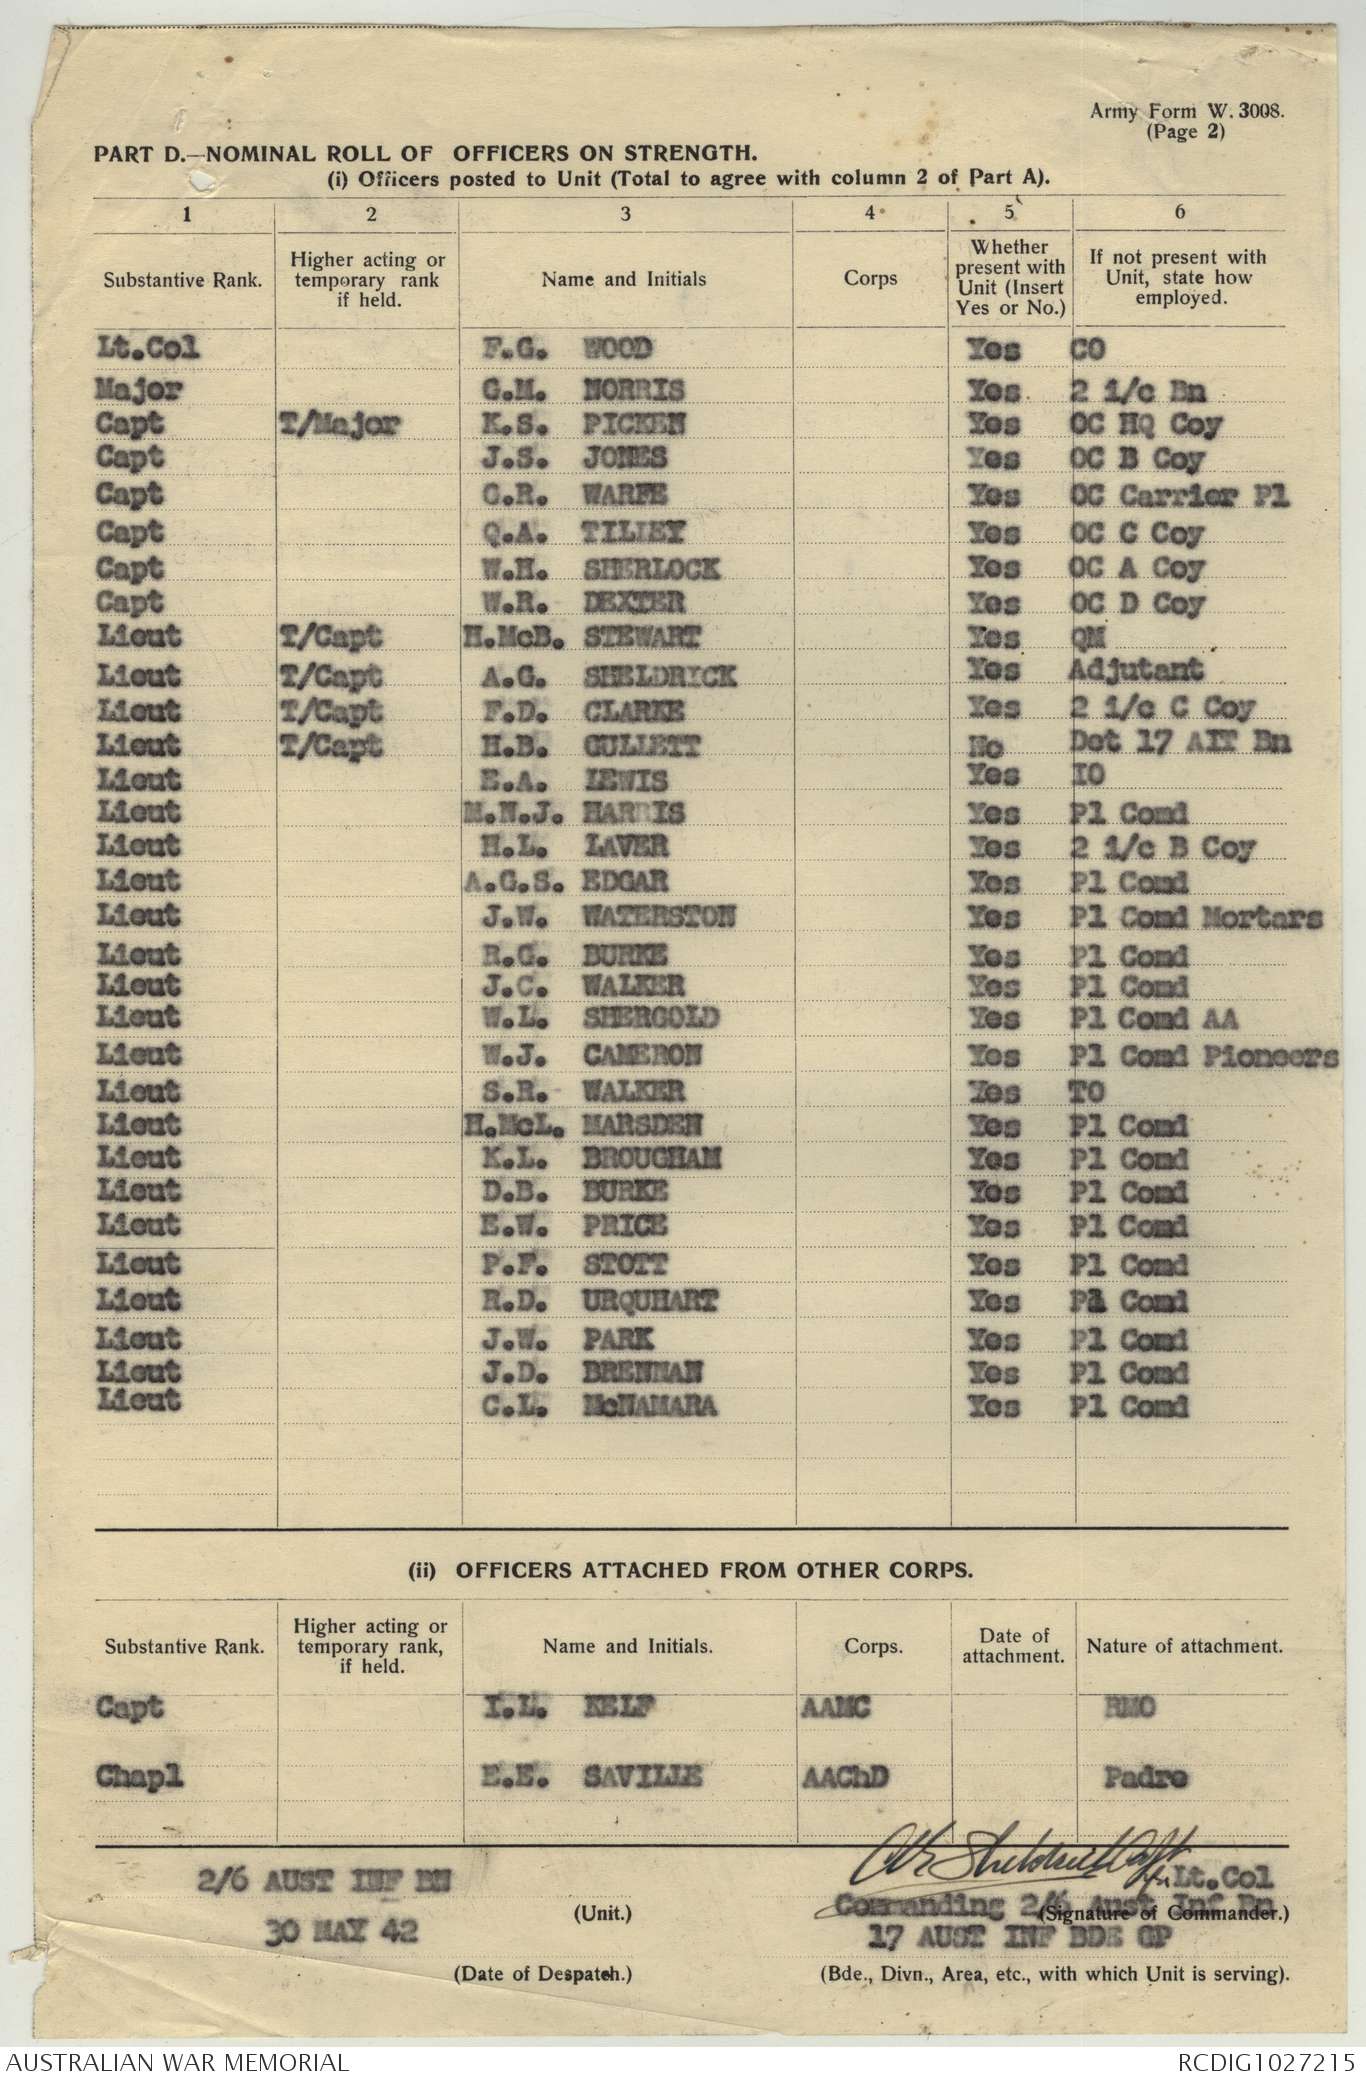 Army Form W. 3008.
(Page 2)
PART D.—NOMINAL ROLL OF OFFICERS ON STRENGTH.
(i) Officers posted to Unit (Total to agree with column 2 of Part A).
1 2 3 4 5 6
Substantive Rank. Higher acting or temporary rank if held. Name and Initials Corps Whether present with Unit (Insert Yes or No.) If not present with Unit, state how employed.
Lt.Col F.G. WOOD Yes CO
Major G.M. NORRIS Yes 2 i/c Bn
Capt T/Major K.S. PICKEN Yes OC HQ Coy
Capt J.S. JONES Yes OC B Coy
Capt G.R. WARFE Yes OC Carrier Pl
Capt Q.A. TILLEY Yes OC C Coy
Capt W.H. SHERLOCK Yes OC A Coy
Capt W.R. DEXTER Yes OC D Coy
Lieut T/Capt H.McB. STEWART Yes QM
Lieut T/Capt A.G. SHELDRICK Yes Adjutant
Lieut T/Capt F.D. CLARKE Yes 2 i/c C Coy
Lieut T/Capt H.B. GULLETT No Det 17 AIT Bn
Lieut E.A. LEWIS Yes IO
Lieut M.N.J. HARRIS Yes Pl Comd
Lieut H.L. LAVER Yes 2 i/c B Coy
Lieut A.G.S. EDGAR Yes Pl Comd
Lieut J.W. WATERSTON Yes Pl Comd Mortars
Lieut R.G. BURKE Yes Pl Comd
Lieut J.C. WALKER Yes Pl Comd
Lieut W.L. SHERGOLD Yes Pl Comd AA
Lieut W.J. CAMERON Yes Pl Comd Pioneers
Lieut S.R. WALKER Yes TO
Lieut H.McL. MARSDEN Yes Pl Comd
Lieut K.L. BROUGHAM Yes Pl Comd
Lieut D.B. BURKE Yes Pl Comd
Lieut E.W. PRICE Yes Pl Comd
Lieut P.F. STOTT Yes Pl Comd
Lieut R.D. URQUHART Yes Pl Comd
Lieut J.W. PARK Yes Pl Comd
Lieut J.D. BRENNAN Yes Pl Comd
Lieut C.L. McNAMARA Yes Pl Comd
(ii) OFFICERS ATTACHED FROM OTHER CORPS.
Substantive Rank. Higher acting or temporary rank, if held. Name and Initials. Corps. Date of attachment. Nature of attachment.
Capt I.L. KELF AAMC RMO
Chapl E.E. SAVILLE AAChD Padre
AG Sheldrick Capt
2/6 AUST INF BN for Lt.Col
Commanding 2/6 Aust Inf Bn
(Unit.) (Signature of Commander.)
30 MAY 42 17 AUST INF BDE GP
(Date of Despatch.) (Bde., Divn., Area, etc., with which Unit is serving).
AUSTRALIAN WAR MEMORIAL RCDIG1027215